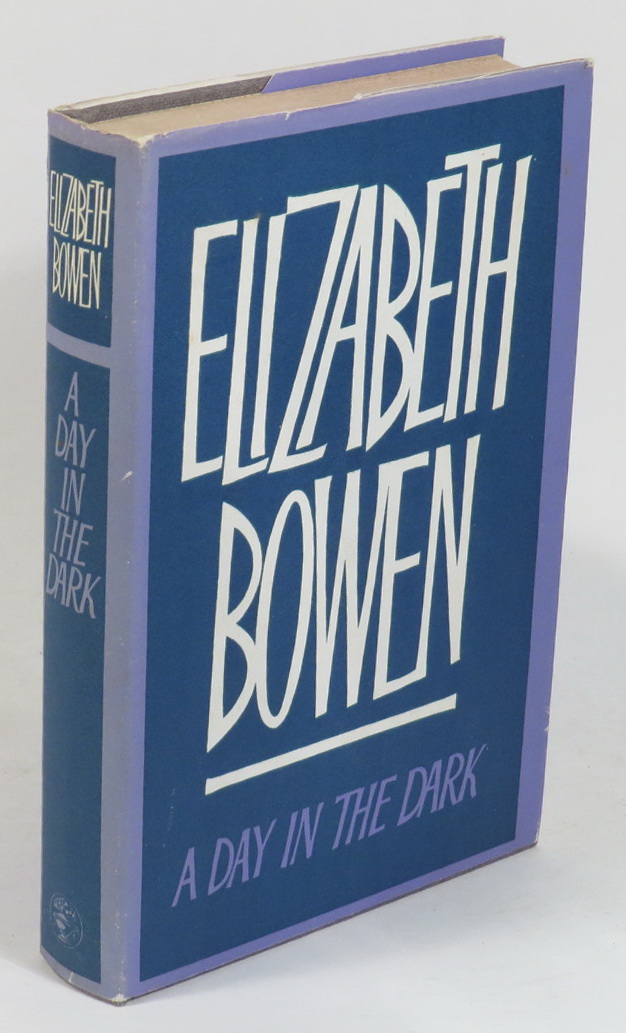 ELIZABETH
BOWEN
A
DAY
IN
THE
DARK
ELIZABETH
BOWEN
A DAY IN THE DARK